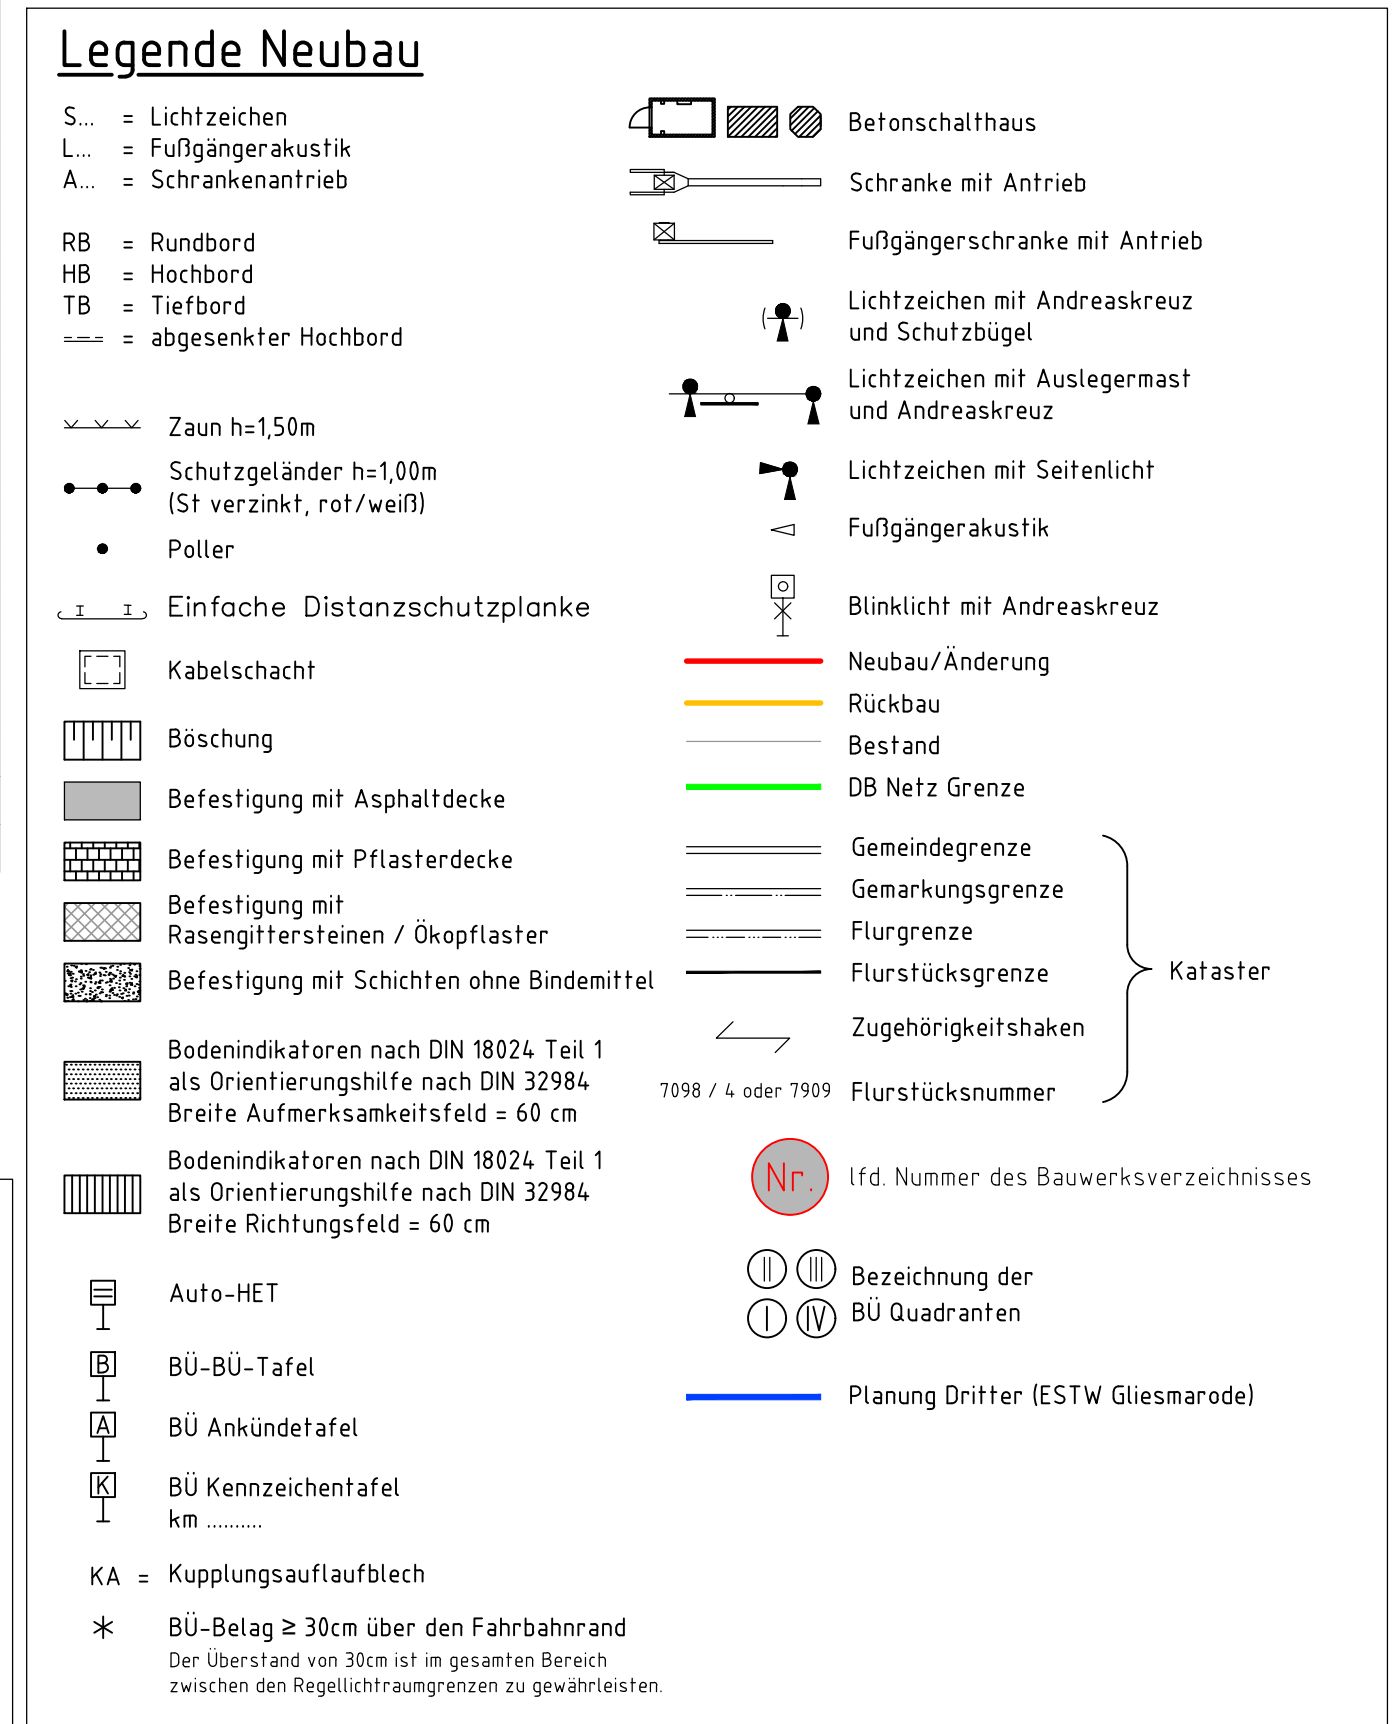 Legende Neubau
S... = Lichtzeichen
L... = Fußgängerakustik
A... = Schrankenantrieb
RB = Rundbord
HB = Hochbord
TB = Tiefbord
= abgesenkter Hochbord
Zaun h=1,50m
Schutzgeländer h=1,00m
(St verzinkt, rot/weiß)
Poller
Einfache Distanzschutzplanke
Kabelschacht
Böschung
Befestigung mit Asphaltdecke
Befestigung mit Pflasterdecke
Befestigung mit
Rasengittersteinen / Ökopflaster
Befestigung mit Schichten ohne Bindemittel
Bodenindikatoren nach DIN 18024 Teil 1
als Orientierungshilfe nach DIN 32984
Breite Aufmerksamkeitsfeld = 60 cm
Bodenindikatoren nach DIN 18024 Teil 1
als Orientierungshilfe nach DIN 32984
Breite Richtungsfeld = 60 cm
Auto-HET
B BÜ-BÜ-Tafel
A BÜ Ankündetafel
K BÜ Kennzeichentafel
km ..........
KA = Kupplungsauflaufblech
* BÜ-Belag ≥ 30cm über den Fahrbahnrand
Der Überstand von 30cm ist im gesamten Bereich
zwischen den Regellichtraumgrenzen zu gewährleisten.
Betonschalthaus
Schranke mit Antrieb
Fußgängerschranke mit Antrieb
Lichtzeichen mit Andreaskreuz
und Schutzbügel
Lichtzeichen mit Auslegermast
und Andreaskreuz
Lichtzeichen mit Seitenlicht
Fußgängerakustik
Blinklicht mit Andreaskreuz
Neubau/Änderung
Rückbau
Bestand
DB Netz Grenze
Gemeindegrenze
Gemarkungsgrenze
Flurgrenze
Flurstücksgrenze
Kataster
Zugehörigkeitshaken
7098 / 4 oder 7909 Flurstücksnummer
Nr. lfd. Nummer des Bauwerksverzeichnisses
II III Bezeichnung der
I IV BÜ Quadranten
Planung Dritter (ESTW Gliesmarode)